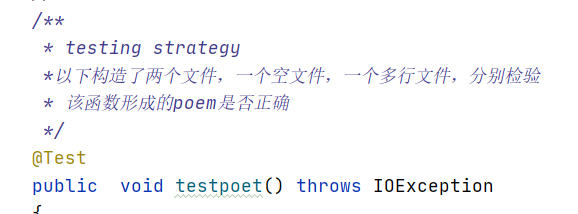 /**
* testing strategy
*以下构造了两个文件，一个空文件，一个多行文件，分别检验
* 该函数形成的poem是否正确
*/
@Test
public  void testpoet() throws IOException
{